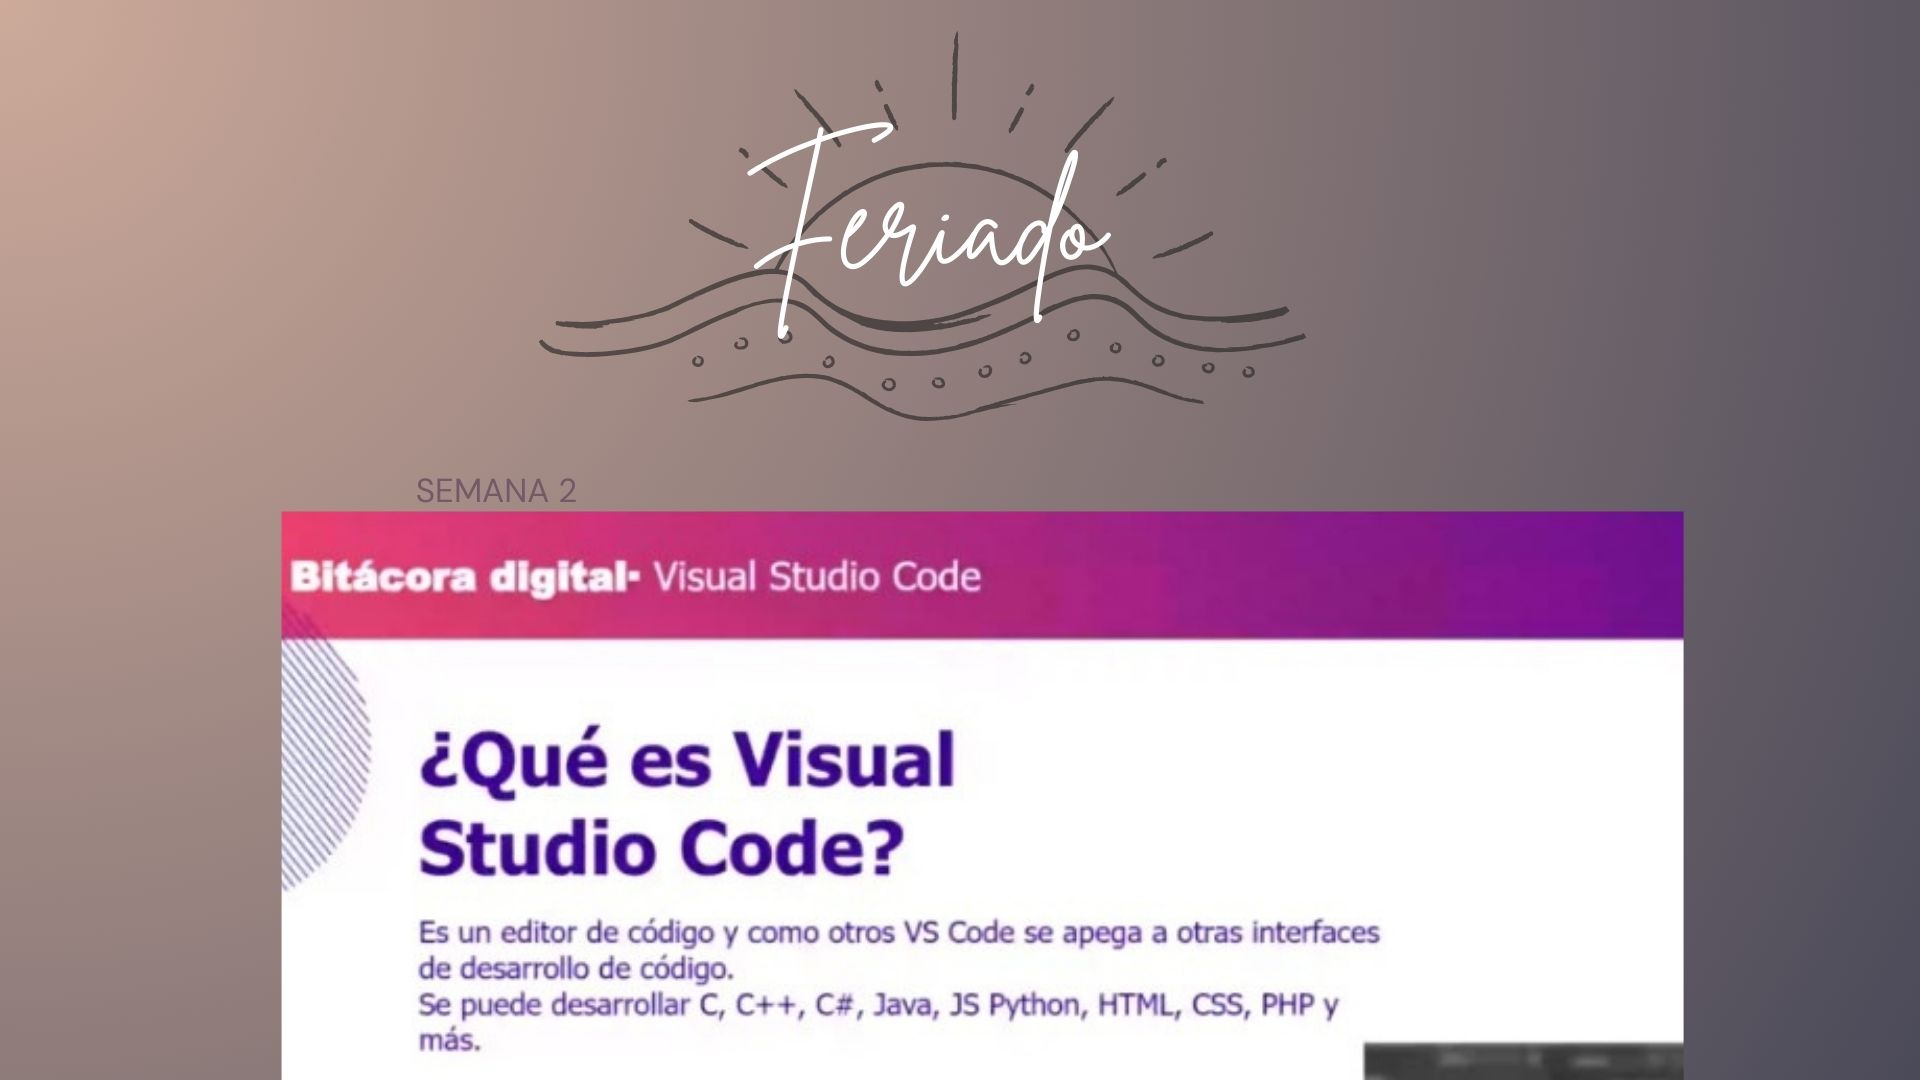 Feriado
SEMANA 2
Bitácora digital- Visual Studio Code
¿Qué es Visual
Studio Code?
Es un editor de código y como otros VS Code se apega a otras interfaces
de desarrollo de código.
Se puede desarrollar C, C++, C#, Java, JS Python, HTML, CSS, PHP y
más.